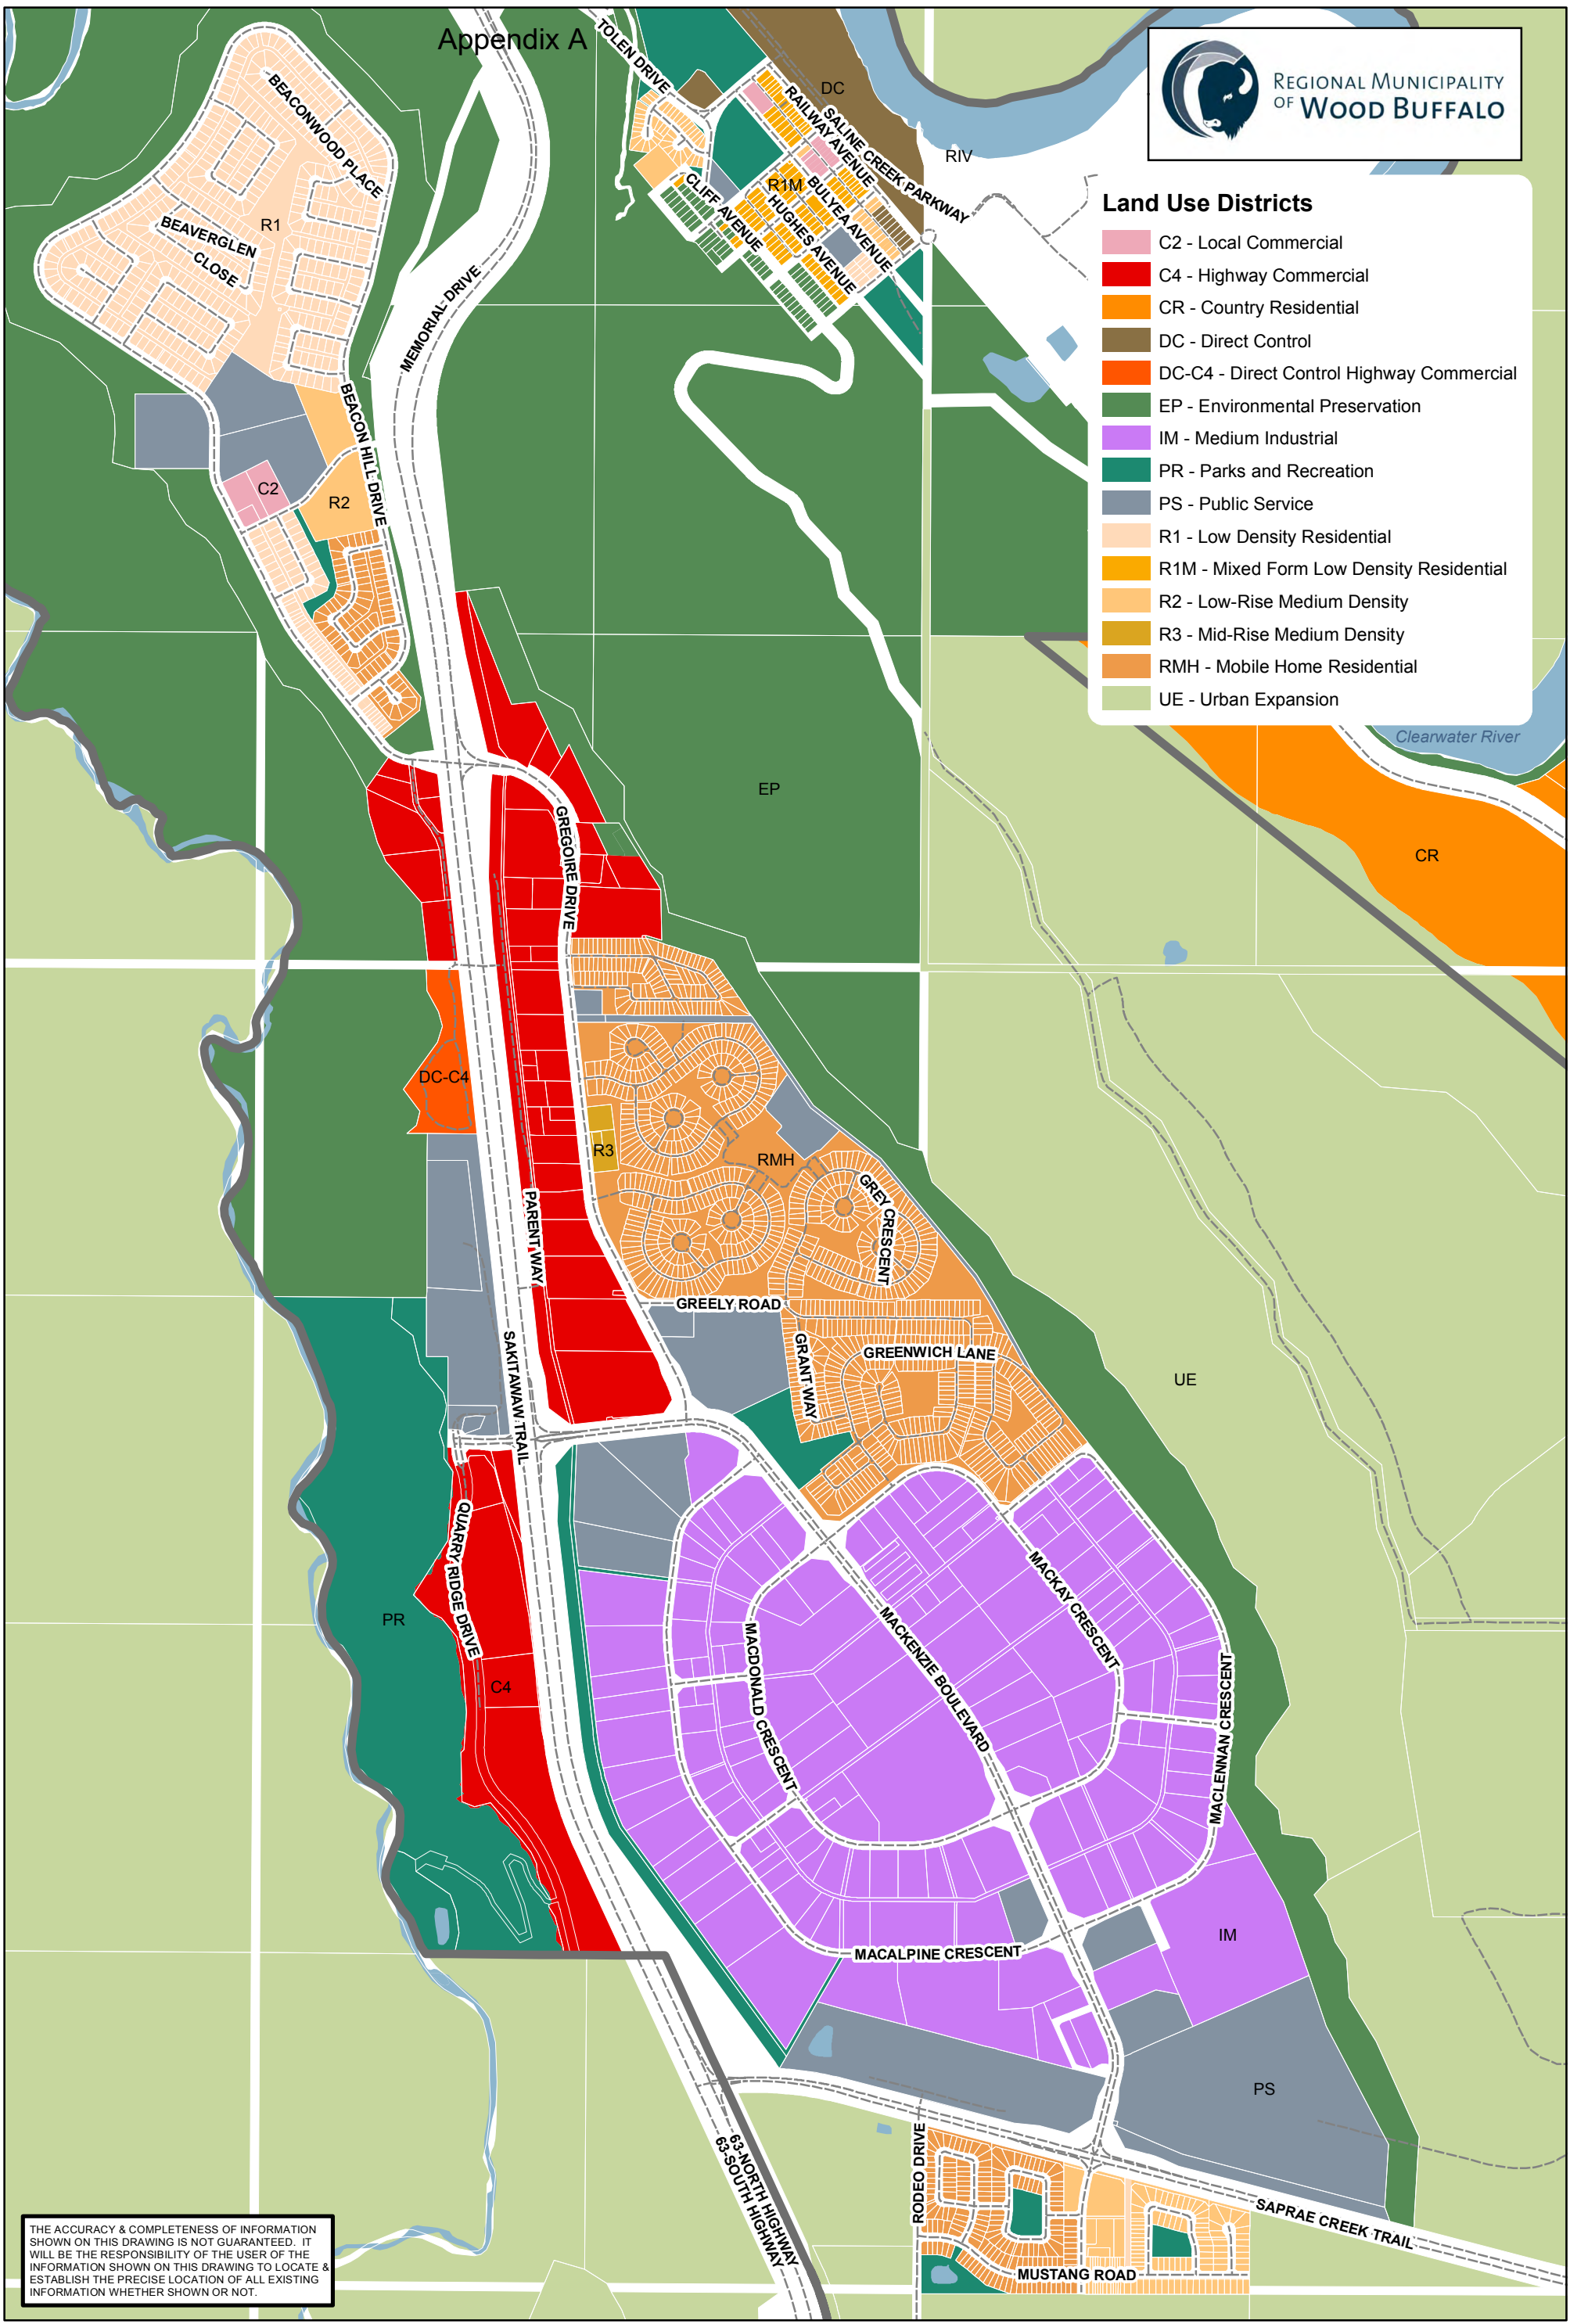 Appendix A
REGIONAL MUNICIPALITY
OF WOOD BUFFALO
Land Use Districts
C2 - Local Commercial
C4 - Highway Commercial
CR - Country Residential
DC - Direct Control
DC-C4 - Direct Control Highway Commercial
EP - Environmental Preservation
IM - Medium Industrial
PR - Parks and Recreation
PS - Public Service
R1 - Low Density Residential
R1M - Mixed Form Low Density Residential
R2 - Low-Rise Medium Density
R3 - Mid-Rise Medium Density
RMH - Mobile Home Residential
UE - Urban Expansion
TOLEN DRIVE
DC
RAILWAY AVENUE
SALINE CREEK PARKWAY
RIV
R1M
BULYEA AVENUE
CLIFF AVENUE
HUGHES AVENUE
BEACONWOOD PLACE
R1
BEAVERGLEN
CLOSE
MEMORIAL DRIVE
BEACON HILL DRIVE
C2
R2
Clearwater River
EP
CR
GREGOIRE DRIVE
DC-C4
R3
RMH
GREY CRESCENT
PARENT WAY
GREELY ROAD
GRANT WAY
GREENWICH LANE
SAKITAWAW TRAIL
UE
QUARRY RIDGE DRIVE
PR
C4
MACDONALD CRESCENT
MACKENZIE BOULEVARD
MACKAY CRESCENT
MACLENNAN CRESCENT
MACALPINE CRESCENT
IM
PS
63-NORTH HIGHWAY
63-SOUTH HIGHWAY
RODEO DRIVE
SAPRAE CREEK TRAIL
MUSTANG ROAD
THE ACCURACY & COMPLETENESS OF INFORMATION
SHOWN ON THIS DRAWING IS NOT GUARANTEED. IT
WILL BE THE RESPONSIBILITY OF THE USER OF THE
INFORMATION SHOWN ON THIS DRAWING TO LOCATE &
ESTABLISH THE PRECISE LOCATION OF ALL EXISTING
INFORMATION WHETHER SHOWN OR NOT.